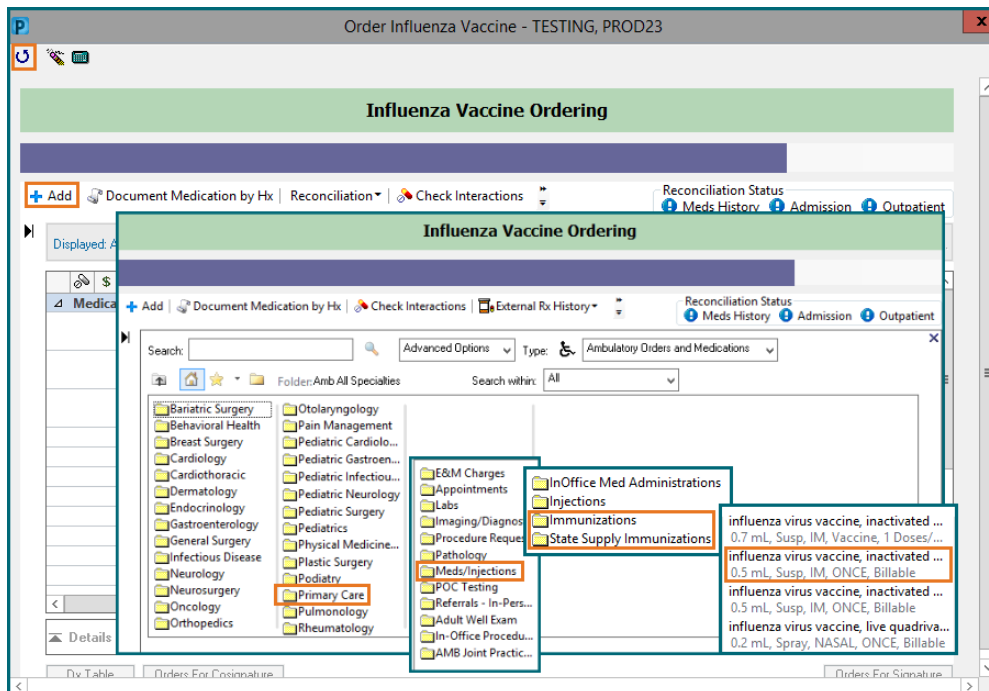 P
Order Influenza Vaccine - TESTING, PROD23
x
Influenza Vaccine Ordering
+ Add
Document Medication by Hx
Reconciliation
Check Interactions
Reconciliation Status
Meds History
Admission
Outpatient
Displayed: A
$
Medica
Influenza Vaccine Ordering
+ Add
Document Medication by Hx
Check Interactions
External Rx History
Reconciliation Status
Meds History
Admission
Outpatient
Search:
Advanced Options
Type:
Ambulatory Orders and Medications
Folder: Amb All Specialties
Search within:
All
Bariatric Surgery
Behavioral Health
Breast Surgery
Cardiology
Cardiothoracic
Dermatology
Endocrinology
Gastroenterology
General Surgery
Infectious Disease
Neurology
Neurosurgery
Oncology
Orthopedics
Otolaryngology
Pain Management
Pediatric Cardiolo...
Pediatric Gastroen...
Pediatric Infectiou...
Pediatric Neurology
Pediatric Surgery
Pediatrics
Physical Medicine...
Plastic Surgery
Podiatry
Primary Care
Pulmonology
Rheumatology
E&M Charges
Appointments
Labs
Imaging/Diagnos
Procedure Reques
Pathology
Meds/Injections
POC Testing
Referrals - In-Pers...
Adult Well Exam
In-Office Procedu...
AMB Joint Practic...
InOffice Med Administrations
Injections
Immunizations
State Supply Immunizations
influenza virus vaccine, inactivated ...
0.7 mL, Susp, IM, Vaccine, 1 Doses/...
influenza virus vaccine, inactivated ...
0.5 mL, Susp, IM, ONCE, Billable
influenza virus vaccine, inactivated ...
0.5 mL, Susp, IM, ONCE, Billable
influenza virus vaccine, live quadriva...
0.2 mL, Spray, NASAL, ONCE, Billable
Details
Dx Table
Orders For Cosignature
Orders For Signature